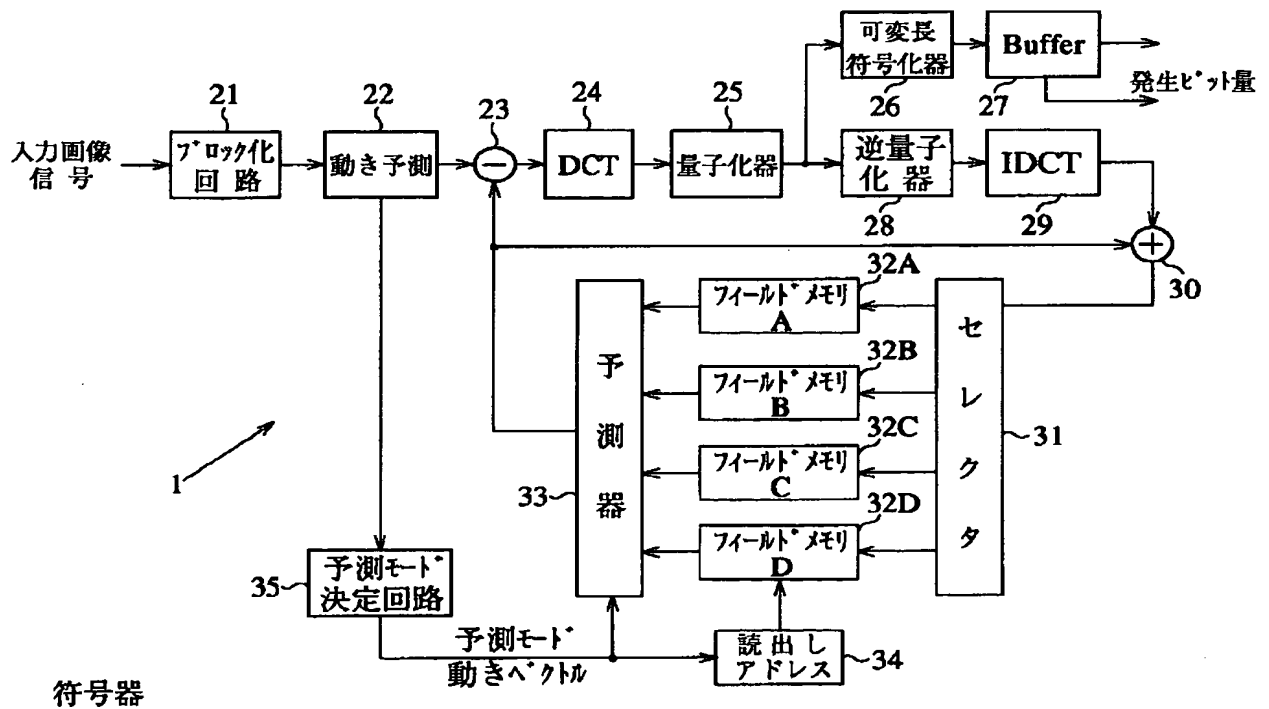 可変長
符号化器
26
Buffer
27
発生ビット量
21
22
23
24
25
入力画像
信号
ブロック化
回路
動き予測
−
DCT
量子化器
逆量子
化器
28
IDCT
29
+
30
32A
フィールドメモリ
A
32B
フィールドメモリ
B
32C
フィールドメモリ
C
32D
フィールドメモリ
D
セレクタ
31
予測器
33
1
35
予測モード
決定回路
予測モード
動きベクトル
読出し
アドレス
34
符号器